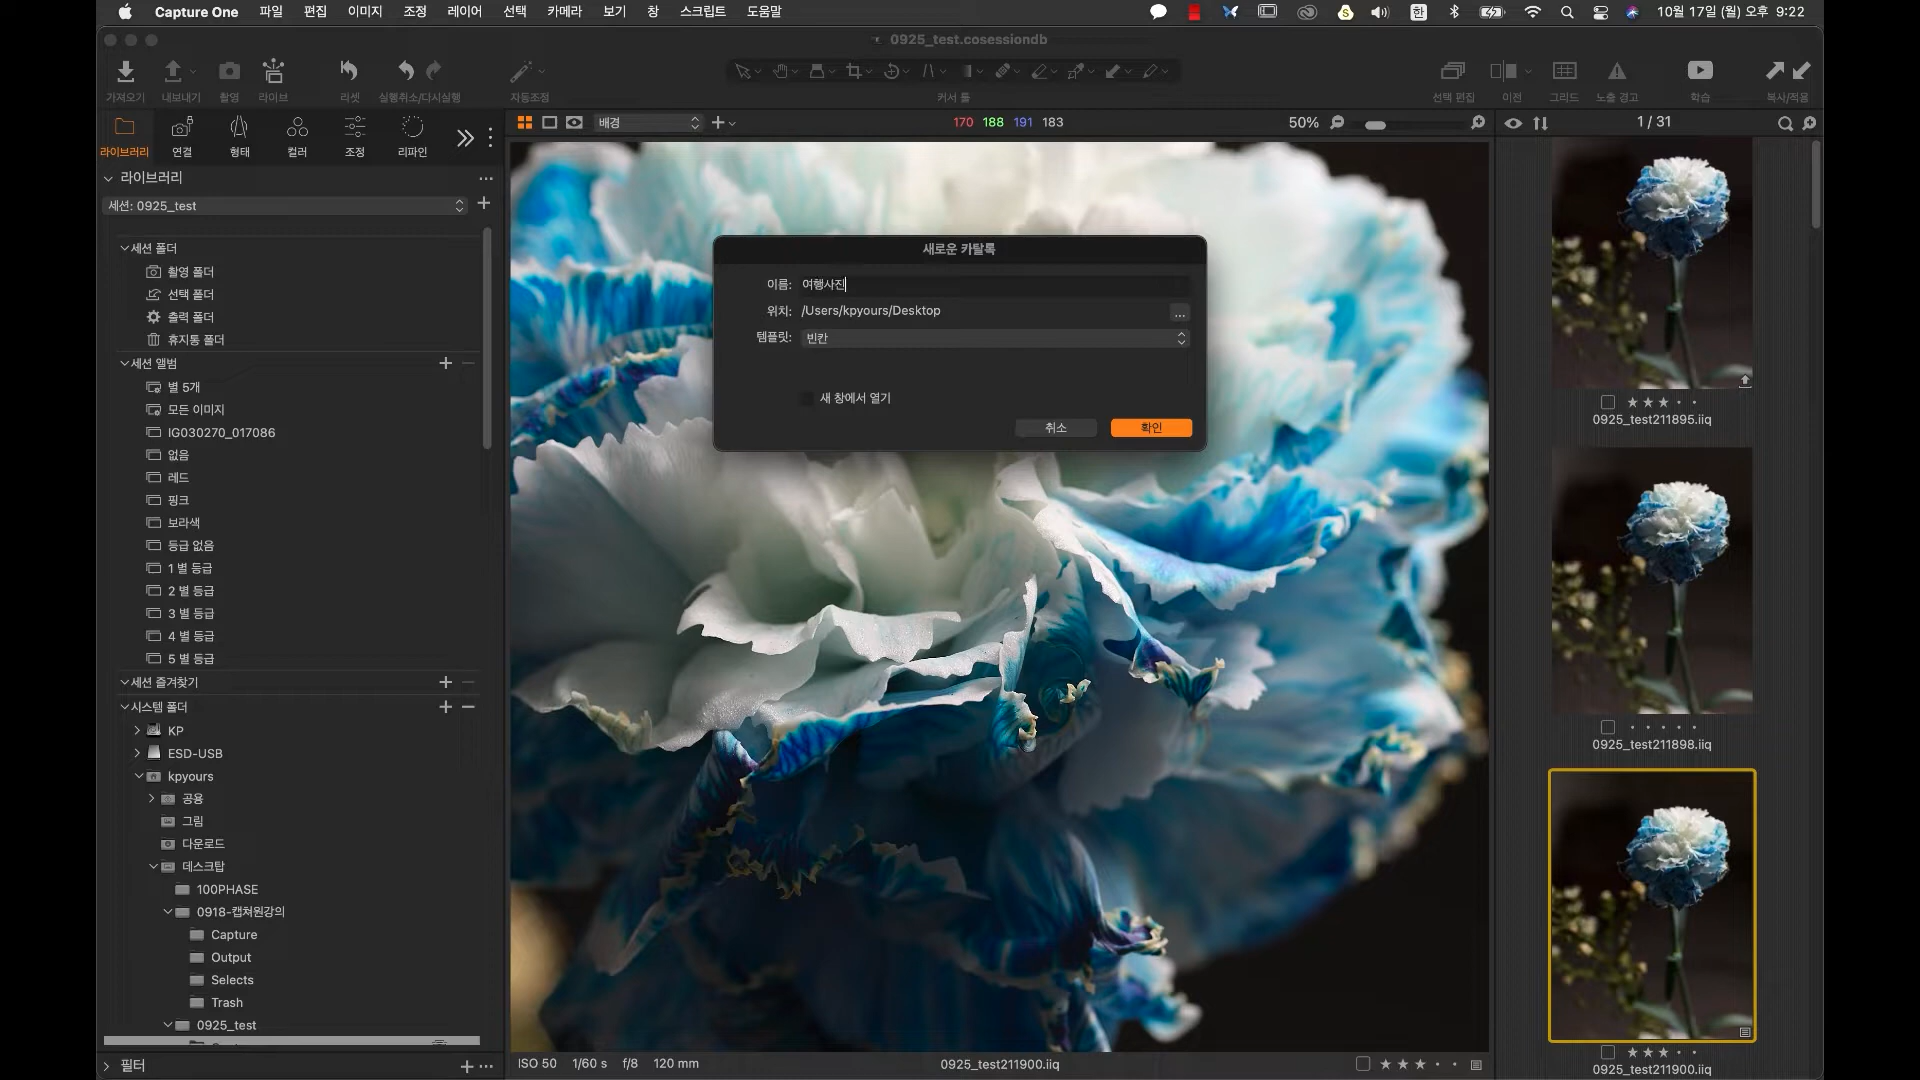 Capture One 파일 편집 이미지 조정 레이어 선택 카메라 보기 창 스크립트 도움말
한 10월 17일 (월) 오후 9:22
0925_test.cosessiondb
가져오기 내보내기 촬영 라이브 리셋 실행취소/다시실행 자동조정 커서 툴 선택 편집 이전 그리드 노출 경고 학습 복사/적용
라이브러리 연결 형태 컬러 조정 리파인
배경
170 188 191 183
50%
1 / 31
라이브러리
세션: 0925_test
세션 폴더
촬영 폴더
선택 폴더
출력 폴더
휴지통 폴더
세션 앨범
별 5개
모든 이미지
IG030270_017086
없음
레드
핑크
보라색
등급 없음
1 별 등급
2 별 등급
3 별 등급
4 별 등급
5 별 등급
세션 즐겨찾기
시스템 폴더
KP
ESD-USB
kpyours
공용
그림
다운로드
데스크탑
100PHASE
0918-캡쳐원강의
Capture
Output
Selects
Trash
0925_test
필터
새로운 카탈록
이름: 여행사진
위치: /Users/kpyours/Desktop
...
템플릿: 빈칸
새 창에서 열기
취소 확인
ISO 50 1/60 s f/8 120 mm
0925_test211900.iiq
0925_test211895.iiq
0925_test211898.iiq
0925_test211900.iiq